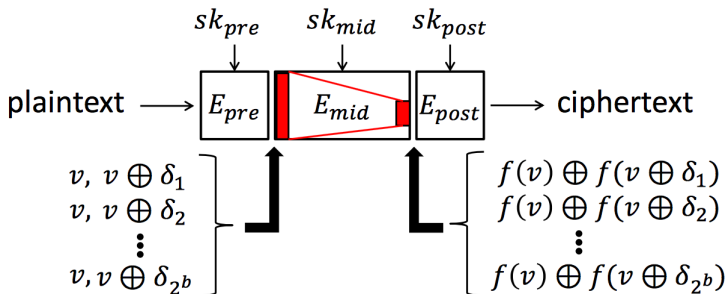 sk_pre sk_mid sk_post
plaintext E_pre E_mid E_post ciphertext
v, v ⊕ δ_1
v, v ⊕ δ_2
⋮
v, v ⊕ δ_{2^b}
f(v) ⊕ f(v ⊕ δ_1)
f(v) ⊕ f(v ⊕ δ_2)
⋮
f(v) ⊕ f(v ⊕ δ_{2^b})